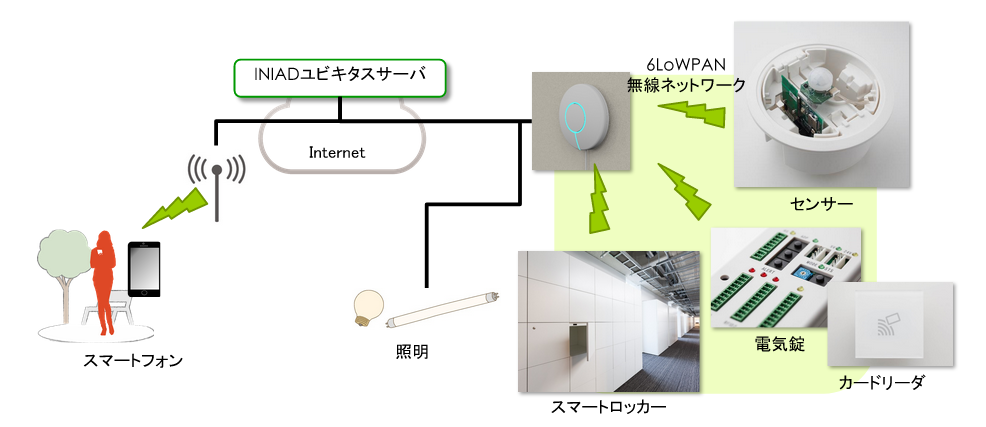 INIADユビキタスサーバ
Internet
6LoWPAN
無線ネットワーク
センサー
スマートフォン
照明
スマートロッカー
電気錠
カードリーダ